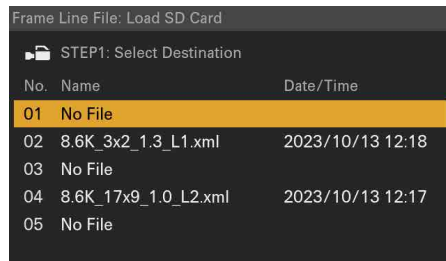 Frame Line File: Load SD Card
STEP1: Select Destination
No. Name Date/Time
01 No File
02 8.6K_3x2_1.3_L1.xml 2023/10/13 12:18
03 No File
04 8.6K_17x9_1.0_L2.xml 2023/10/13 12:17
05 No File